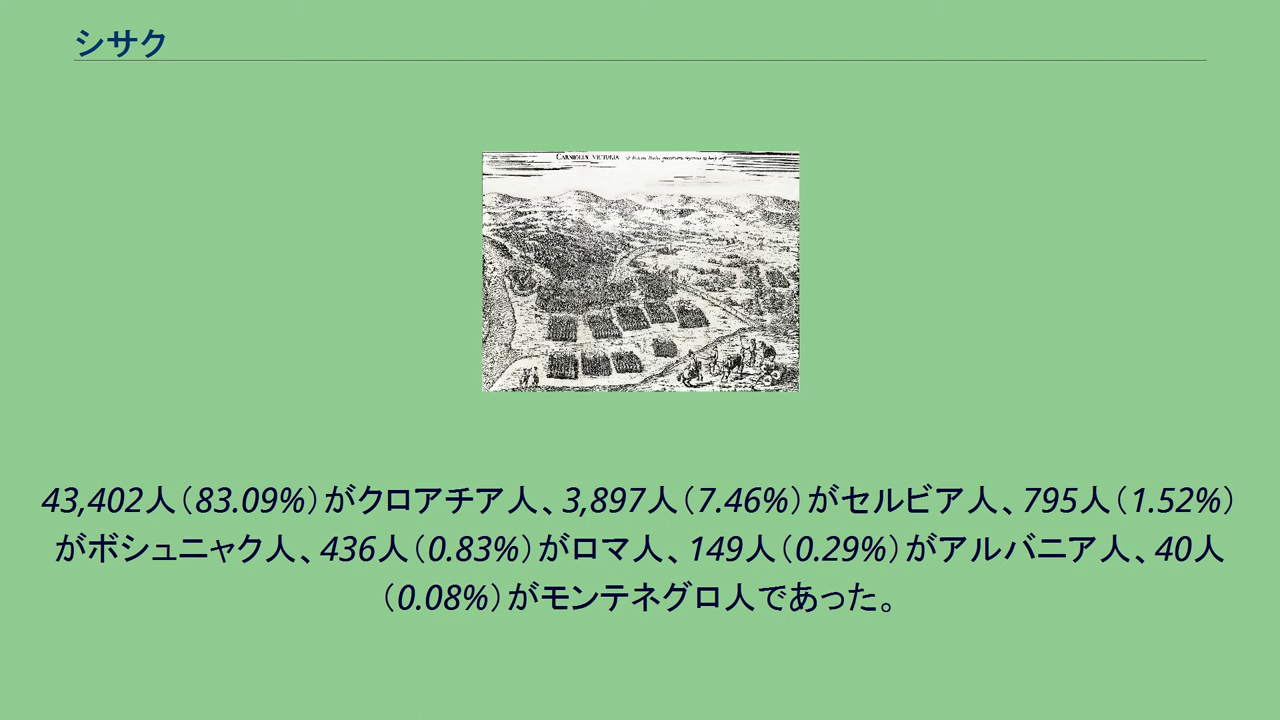 シサク
CARNIOLIÆ VICTORIA
43,402人（83.09%）がクロアチア人、3,897人（7.46%）がセルビア人、795人（1.52%）
がボシュニャク人、436人（0.83%）がロマ人、149人（0.29%）がアルバニア人、40人
（0.08%）がモンテネグロ人であった。